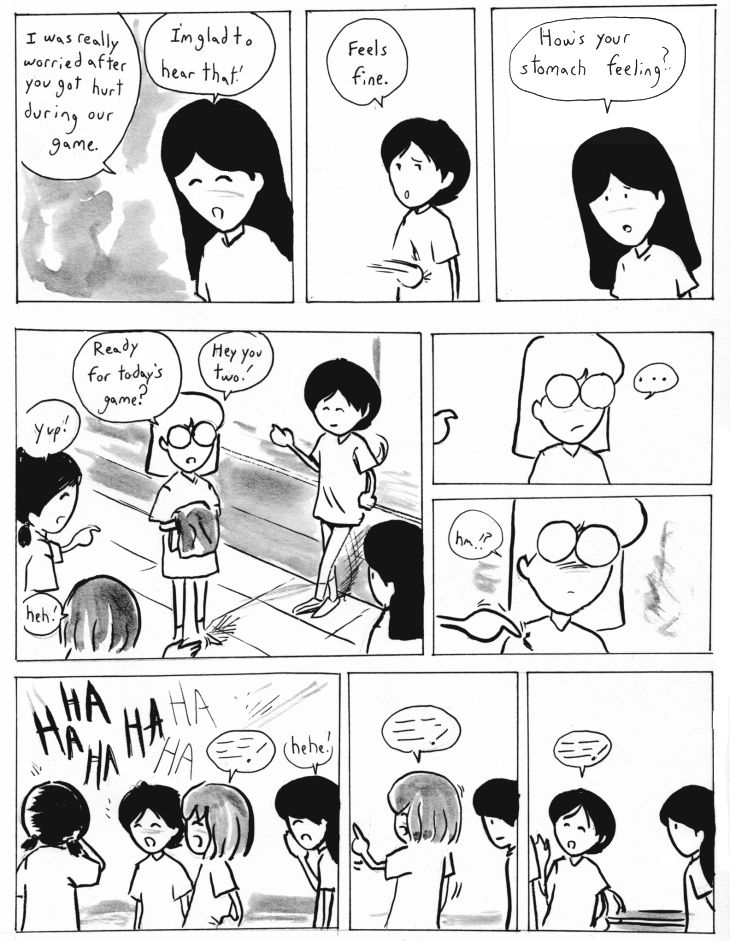 How's your
stomach feeling?
Feels
fine.
I'm glad to
hear that!
I was really
worried after
you got hurt
during our
game.
...
ha..!?
Hey you
two!
Ready
for today's
game?
Yup!
heh!
hehe!
HA
HA
HA
HA
HA
HA
HA